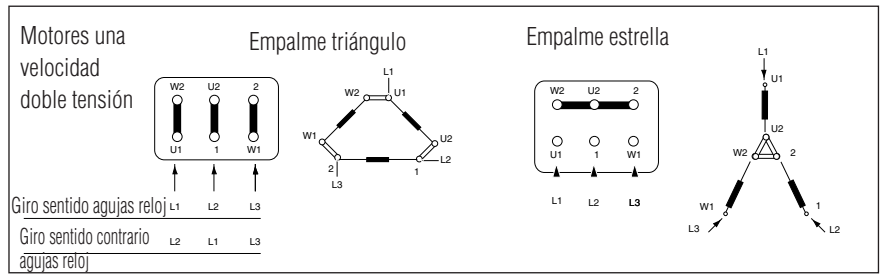 Motores una
velocidad
doble tensión
Empalme triángulo
W2 U2 2
U1 1 W1
Giro sentido agujas reloj L1 L2 L3
Giro sentido contrario
agujas reloj L2 L1 L3
L1
W2 U1
W1 U2
2 1 L2
L3
Empalme estrella
W2 U2 2
U1 1 W1
L1 L2 L3
L1
U1
U2
W2 2
W1 1
L3 L2